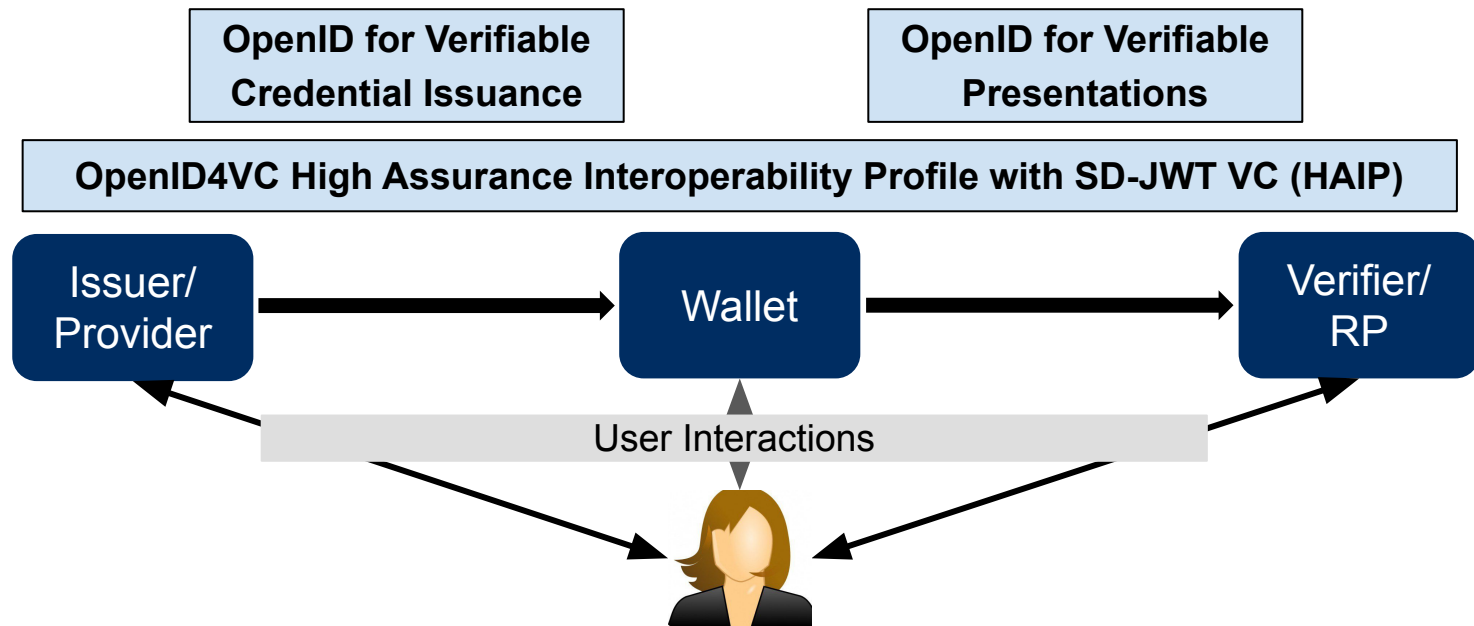 OpenID for Verifiable
Credential Issuance
OpenID for Verifiable
Presentations
OpenID4VC High Assurance Interoperability Profile with SD-JWT VC (HAIP)
Issuer/
Provider
Wallet
Verifier/
RP
User Interactions